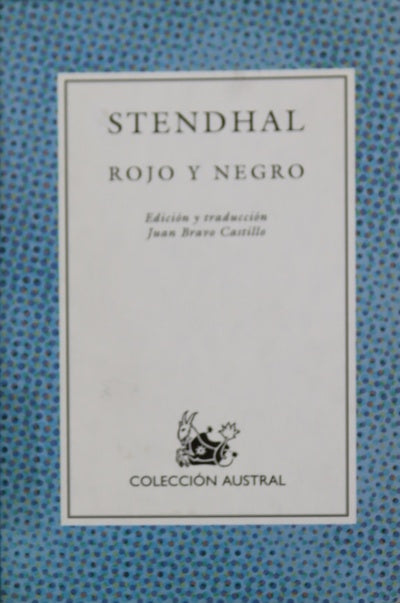 STENDHAL
ROJO Y NEGRO
Edición y traducción
Juan Bravo Castillo
COLECCIÓN AUSTRAL